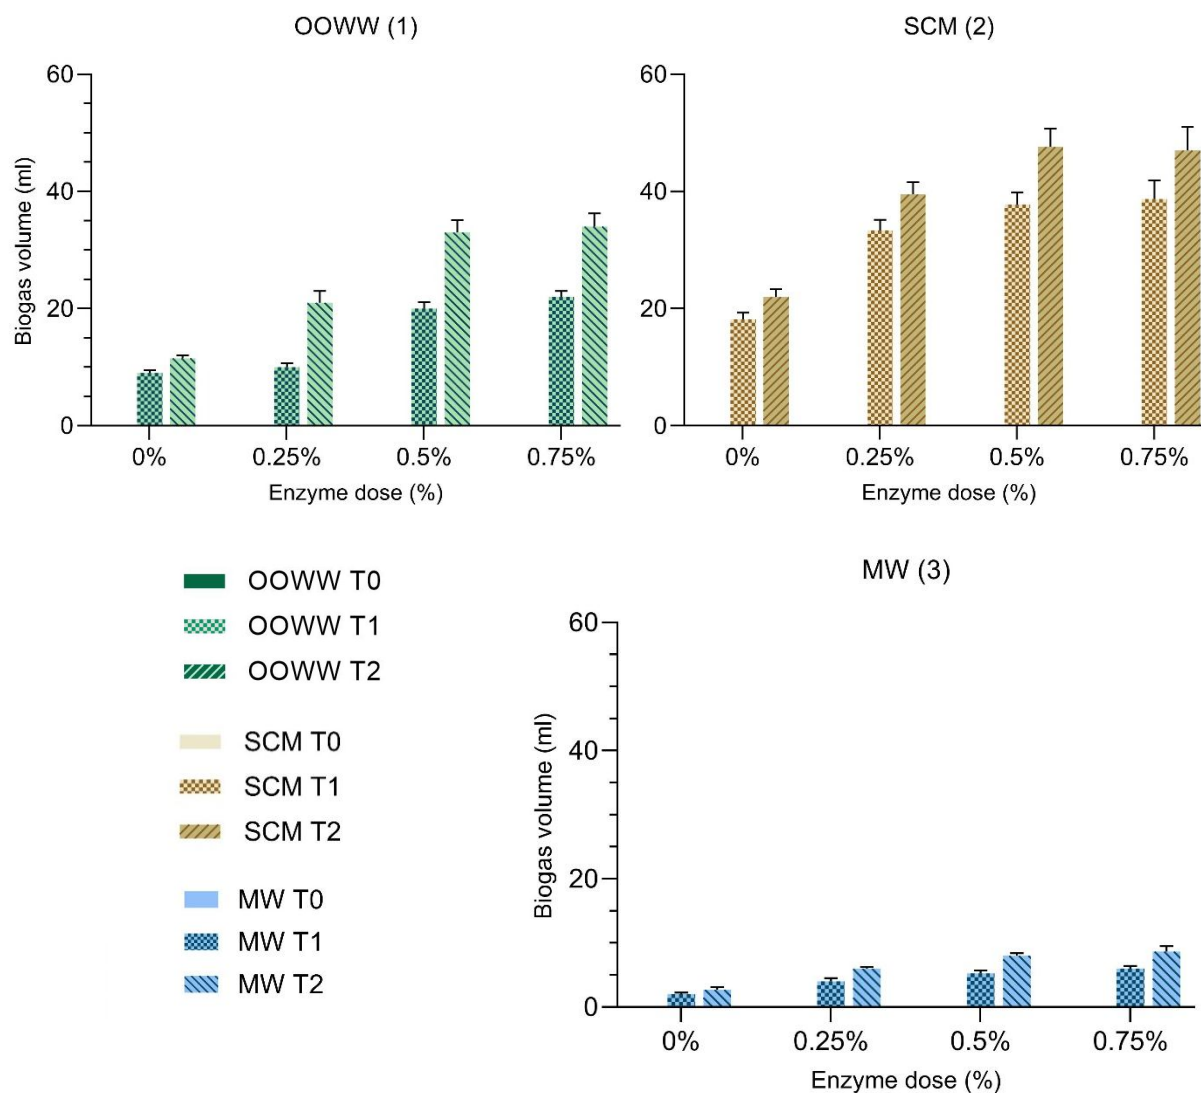 OOWW (1)
60
40
20
0
Biogas volume (ml)
0% 0.25% 0.5% 0.75%
Enzyme dose (%)
SCM (2)
60
40
20
0
0% 0.25% 0.5% 0.75%
Enzyme dose (%)
OOWW T0
OOWW T1
OOWW T2
SCM T0
SCM T1
SCM T2
MW T0
MW T1
MW T2
MW (3)
60
40
20
0
Biogas volume (ml)
0% 0.25% 0.5% 0.75%
Enzyme dose (%)